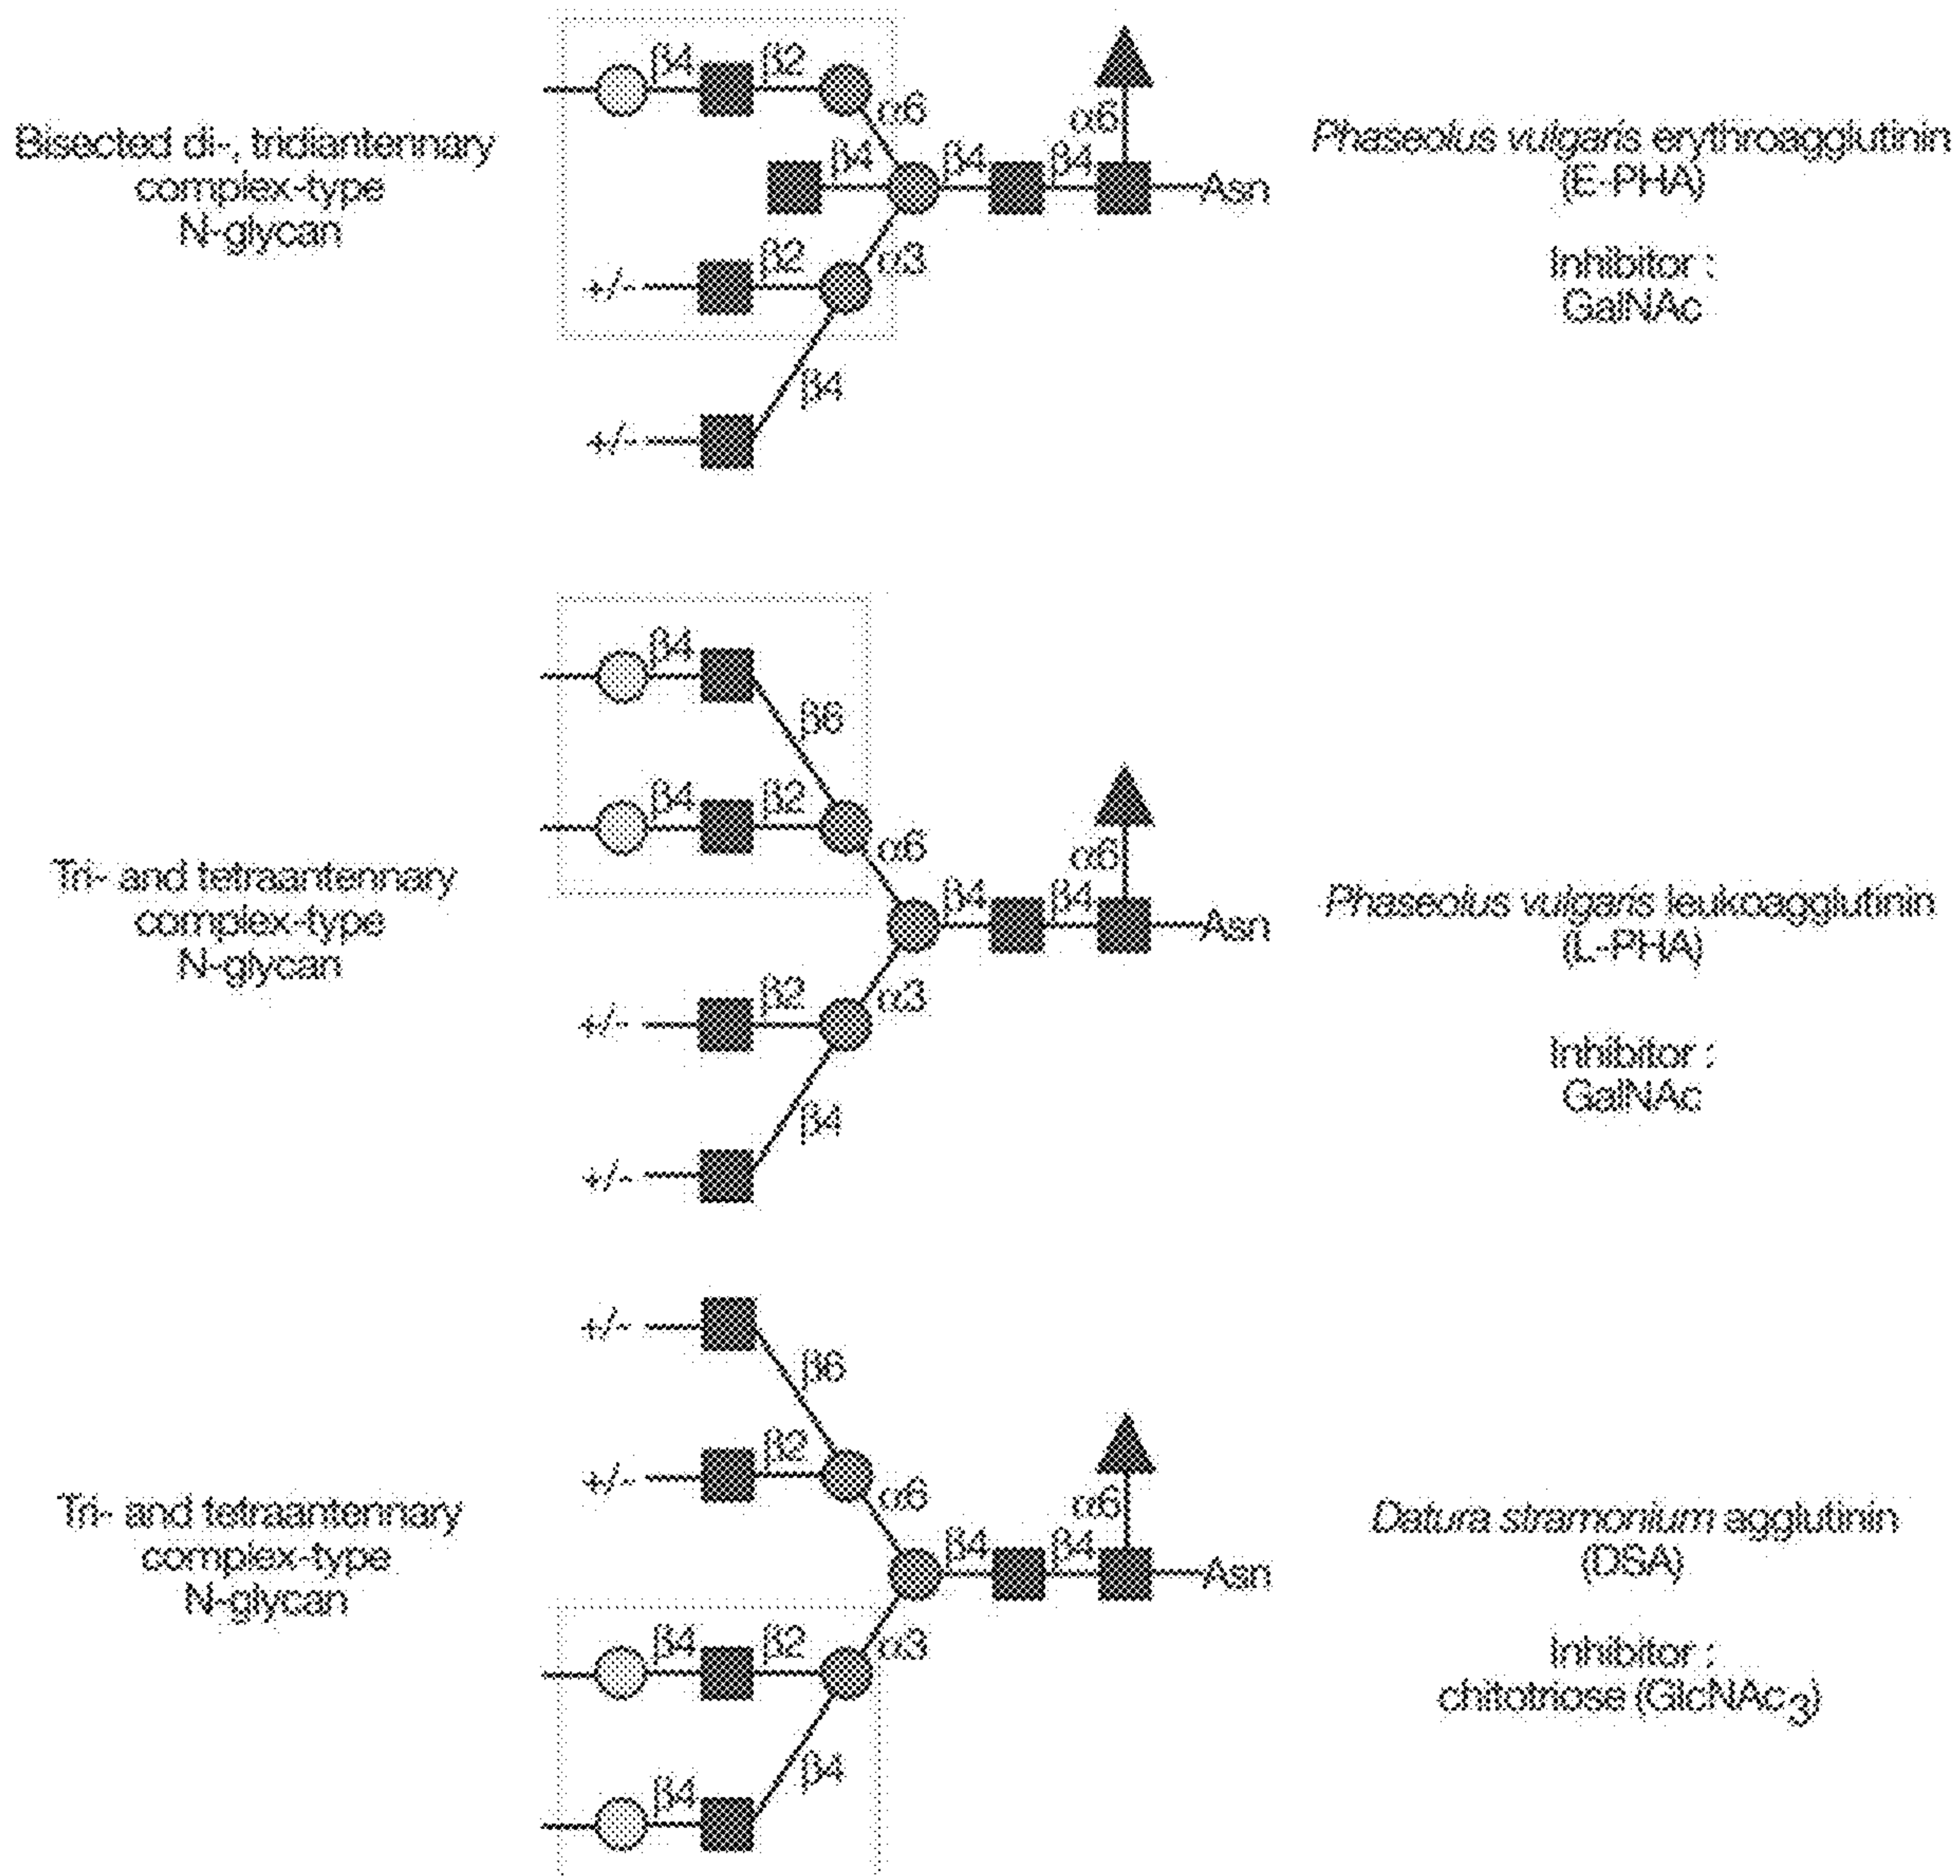 Bisected di-, tridiantennary
complex-type
N-glycan
β4 β2
α6
β4 β4 β4
α6
Asn
+/- β2
α3
+/- β4
Phaseolus vulgaris erythroagglutinin
(E-PHA)
Inhibitor :
GalNAc
Tri- and tetraantennary
complex-type
N-glycan
β4
β6
β4 β2
α6
β4 β4
α6
Asn
+/- β2
α3
+/- β4
Phaseolus vulgaris leukoagglutinin
(L-PHA)
Inhibitor :
GalNAc
Tri- and tetraantennary
complex-type
N-glycan
+/-
β6
+/- β2
α6
β4 β4
α6
Asn
β4 β2
α3
β4
β4
Datura stramonium agglutinin
(DSA)
Inhibitor :
chitotriose (GlcNAc3)